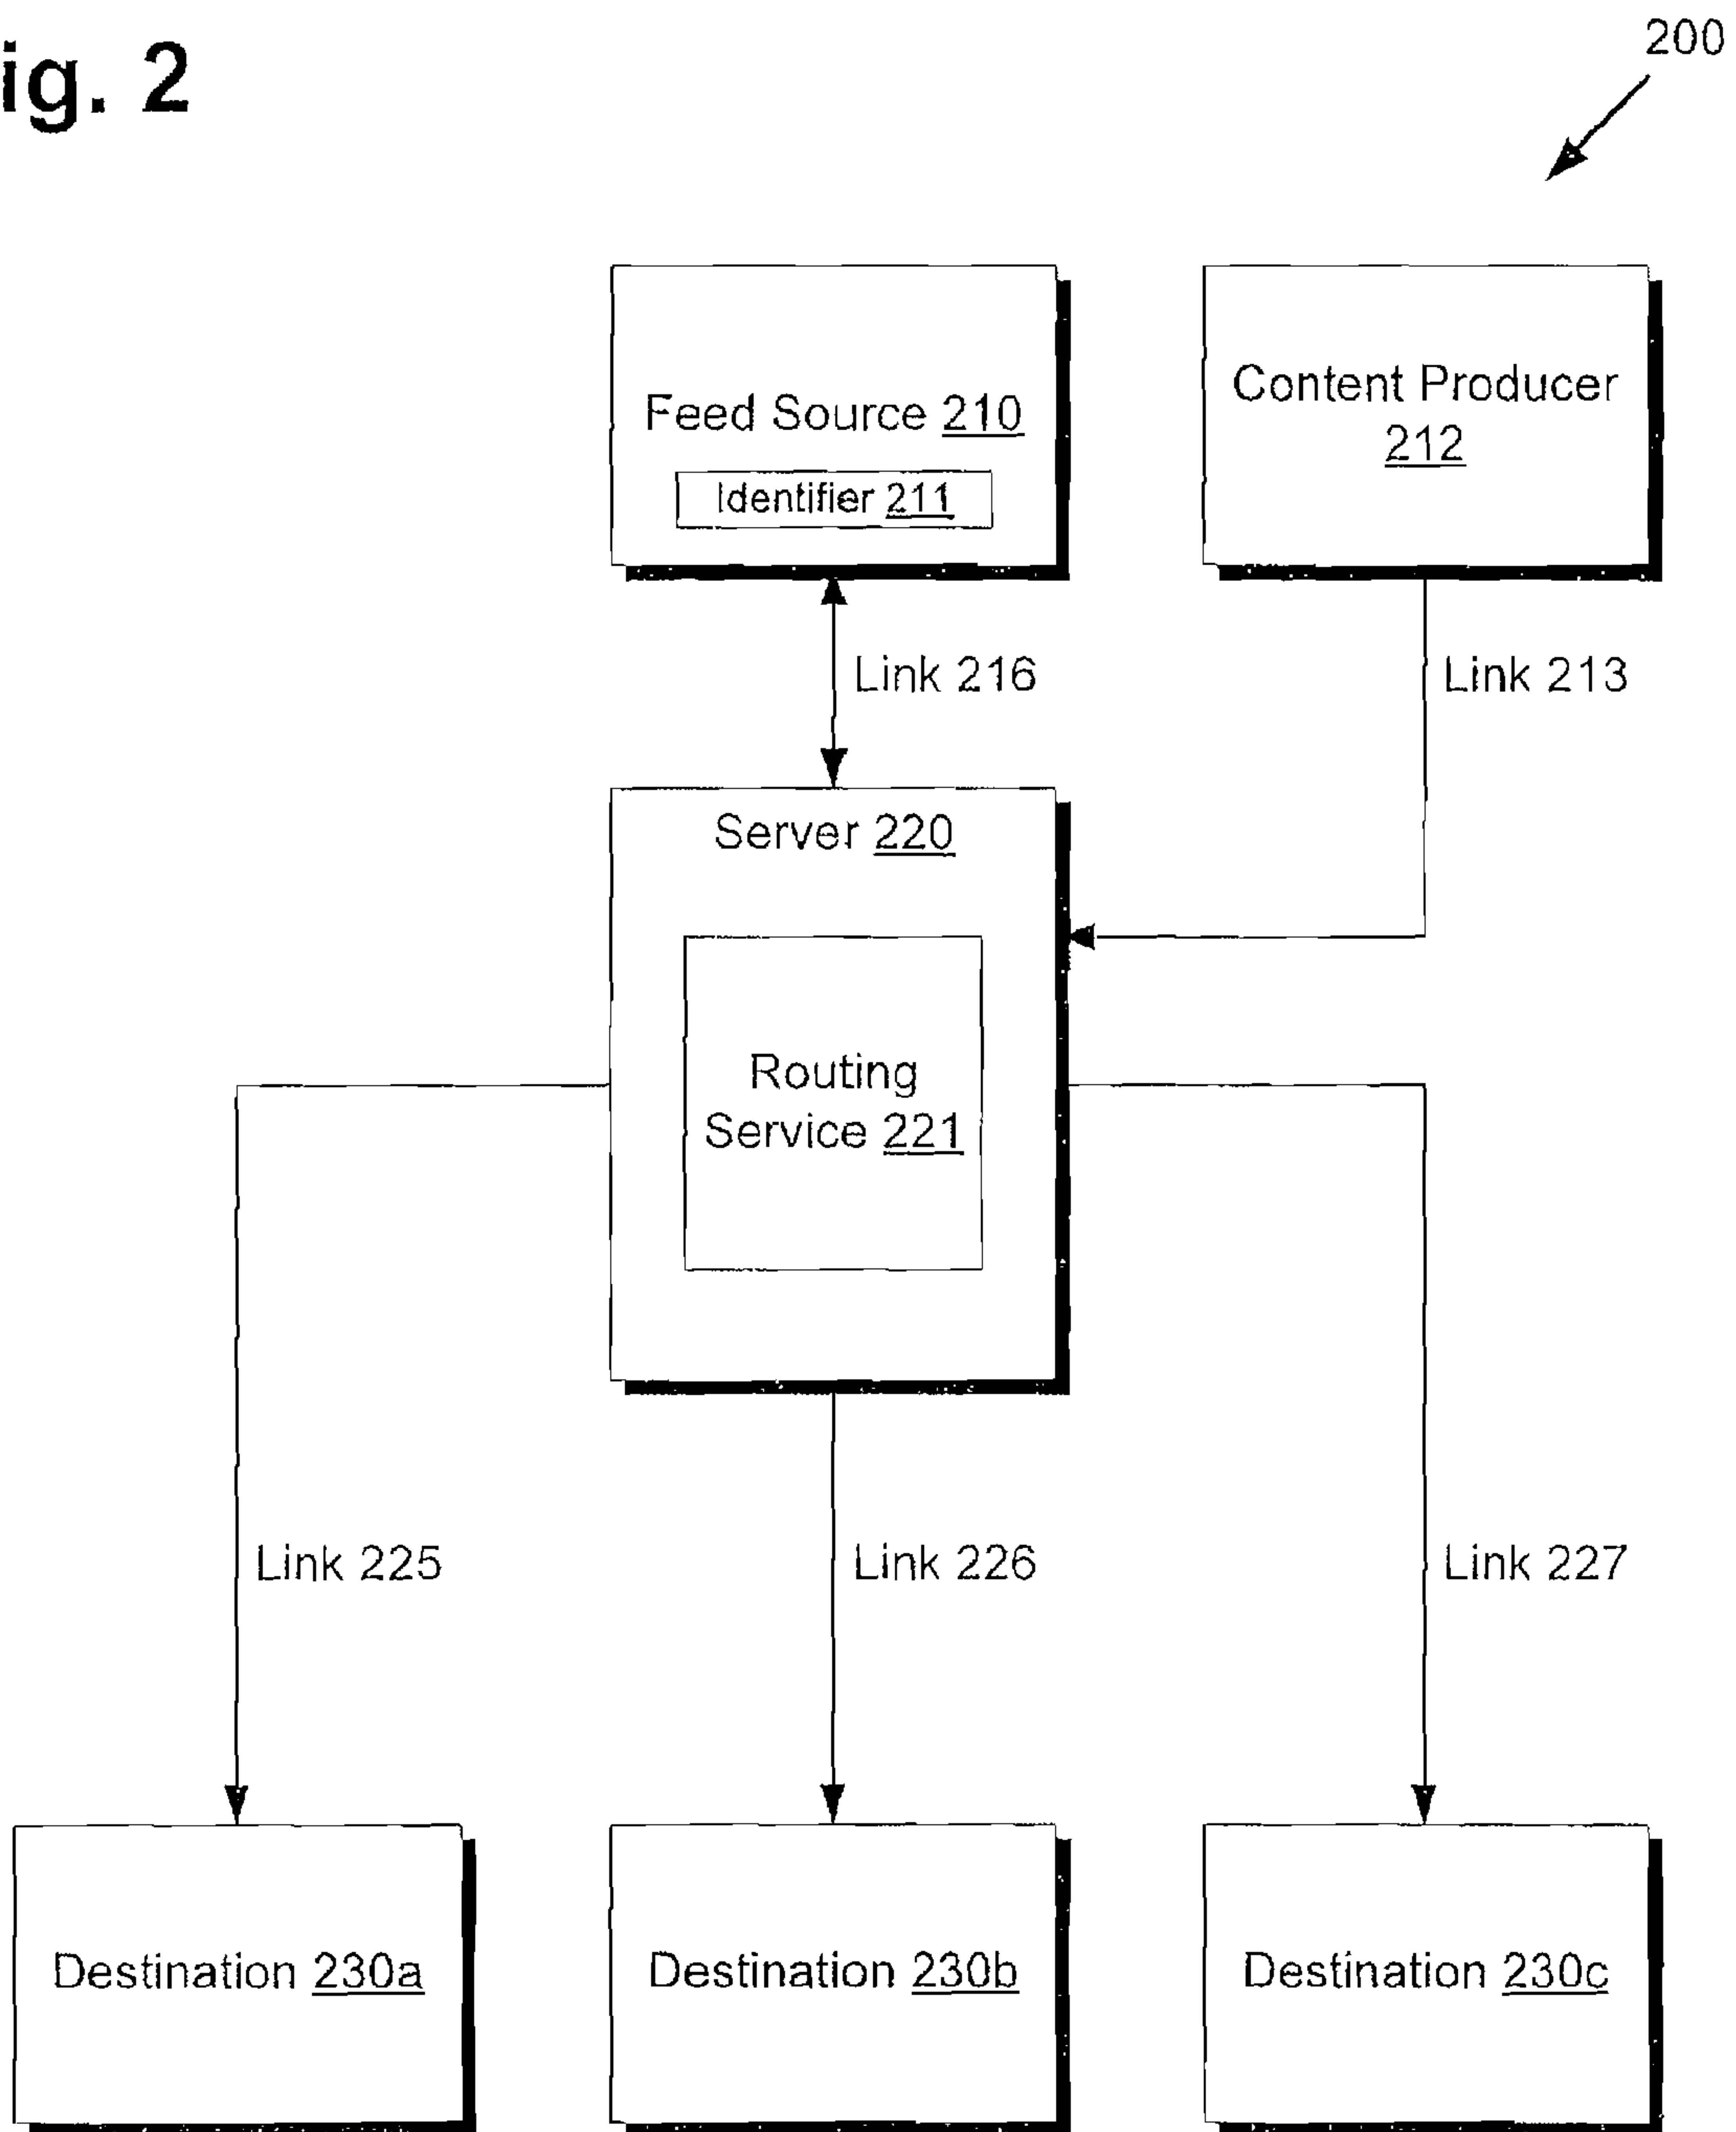 ig. 2
200
Feed Source 210
Identifier 211
Content Producer
212
Link 216
Link 213
Server 220
Routing
Service 221
Link 225
Link 226
Link 227
Destination 230a
Destination 230b
Destination 230c